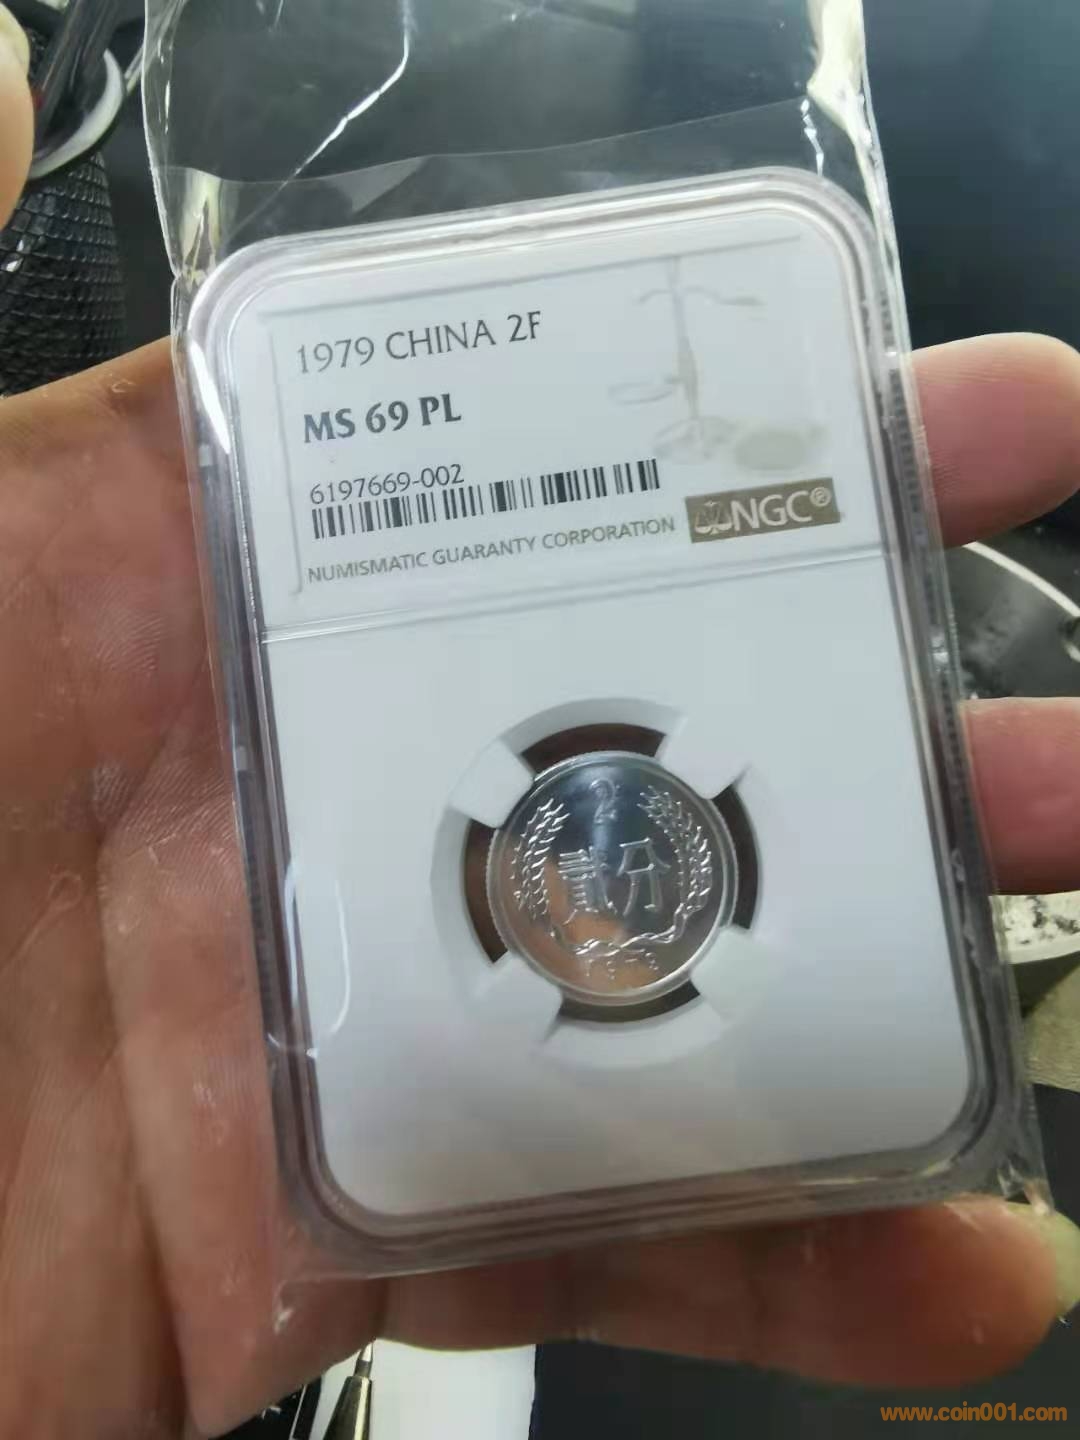 1979 CHINA 2F
MS 69 PL
6197669-002
NUMISMATIC GUARANTY CORPORATION
NGC®
2
贰分
www.coin001.com